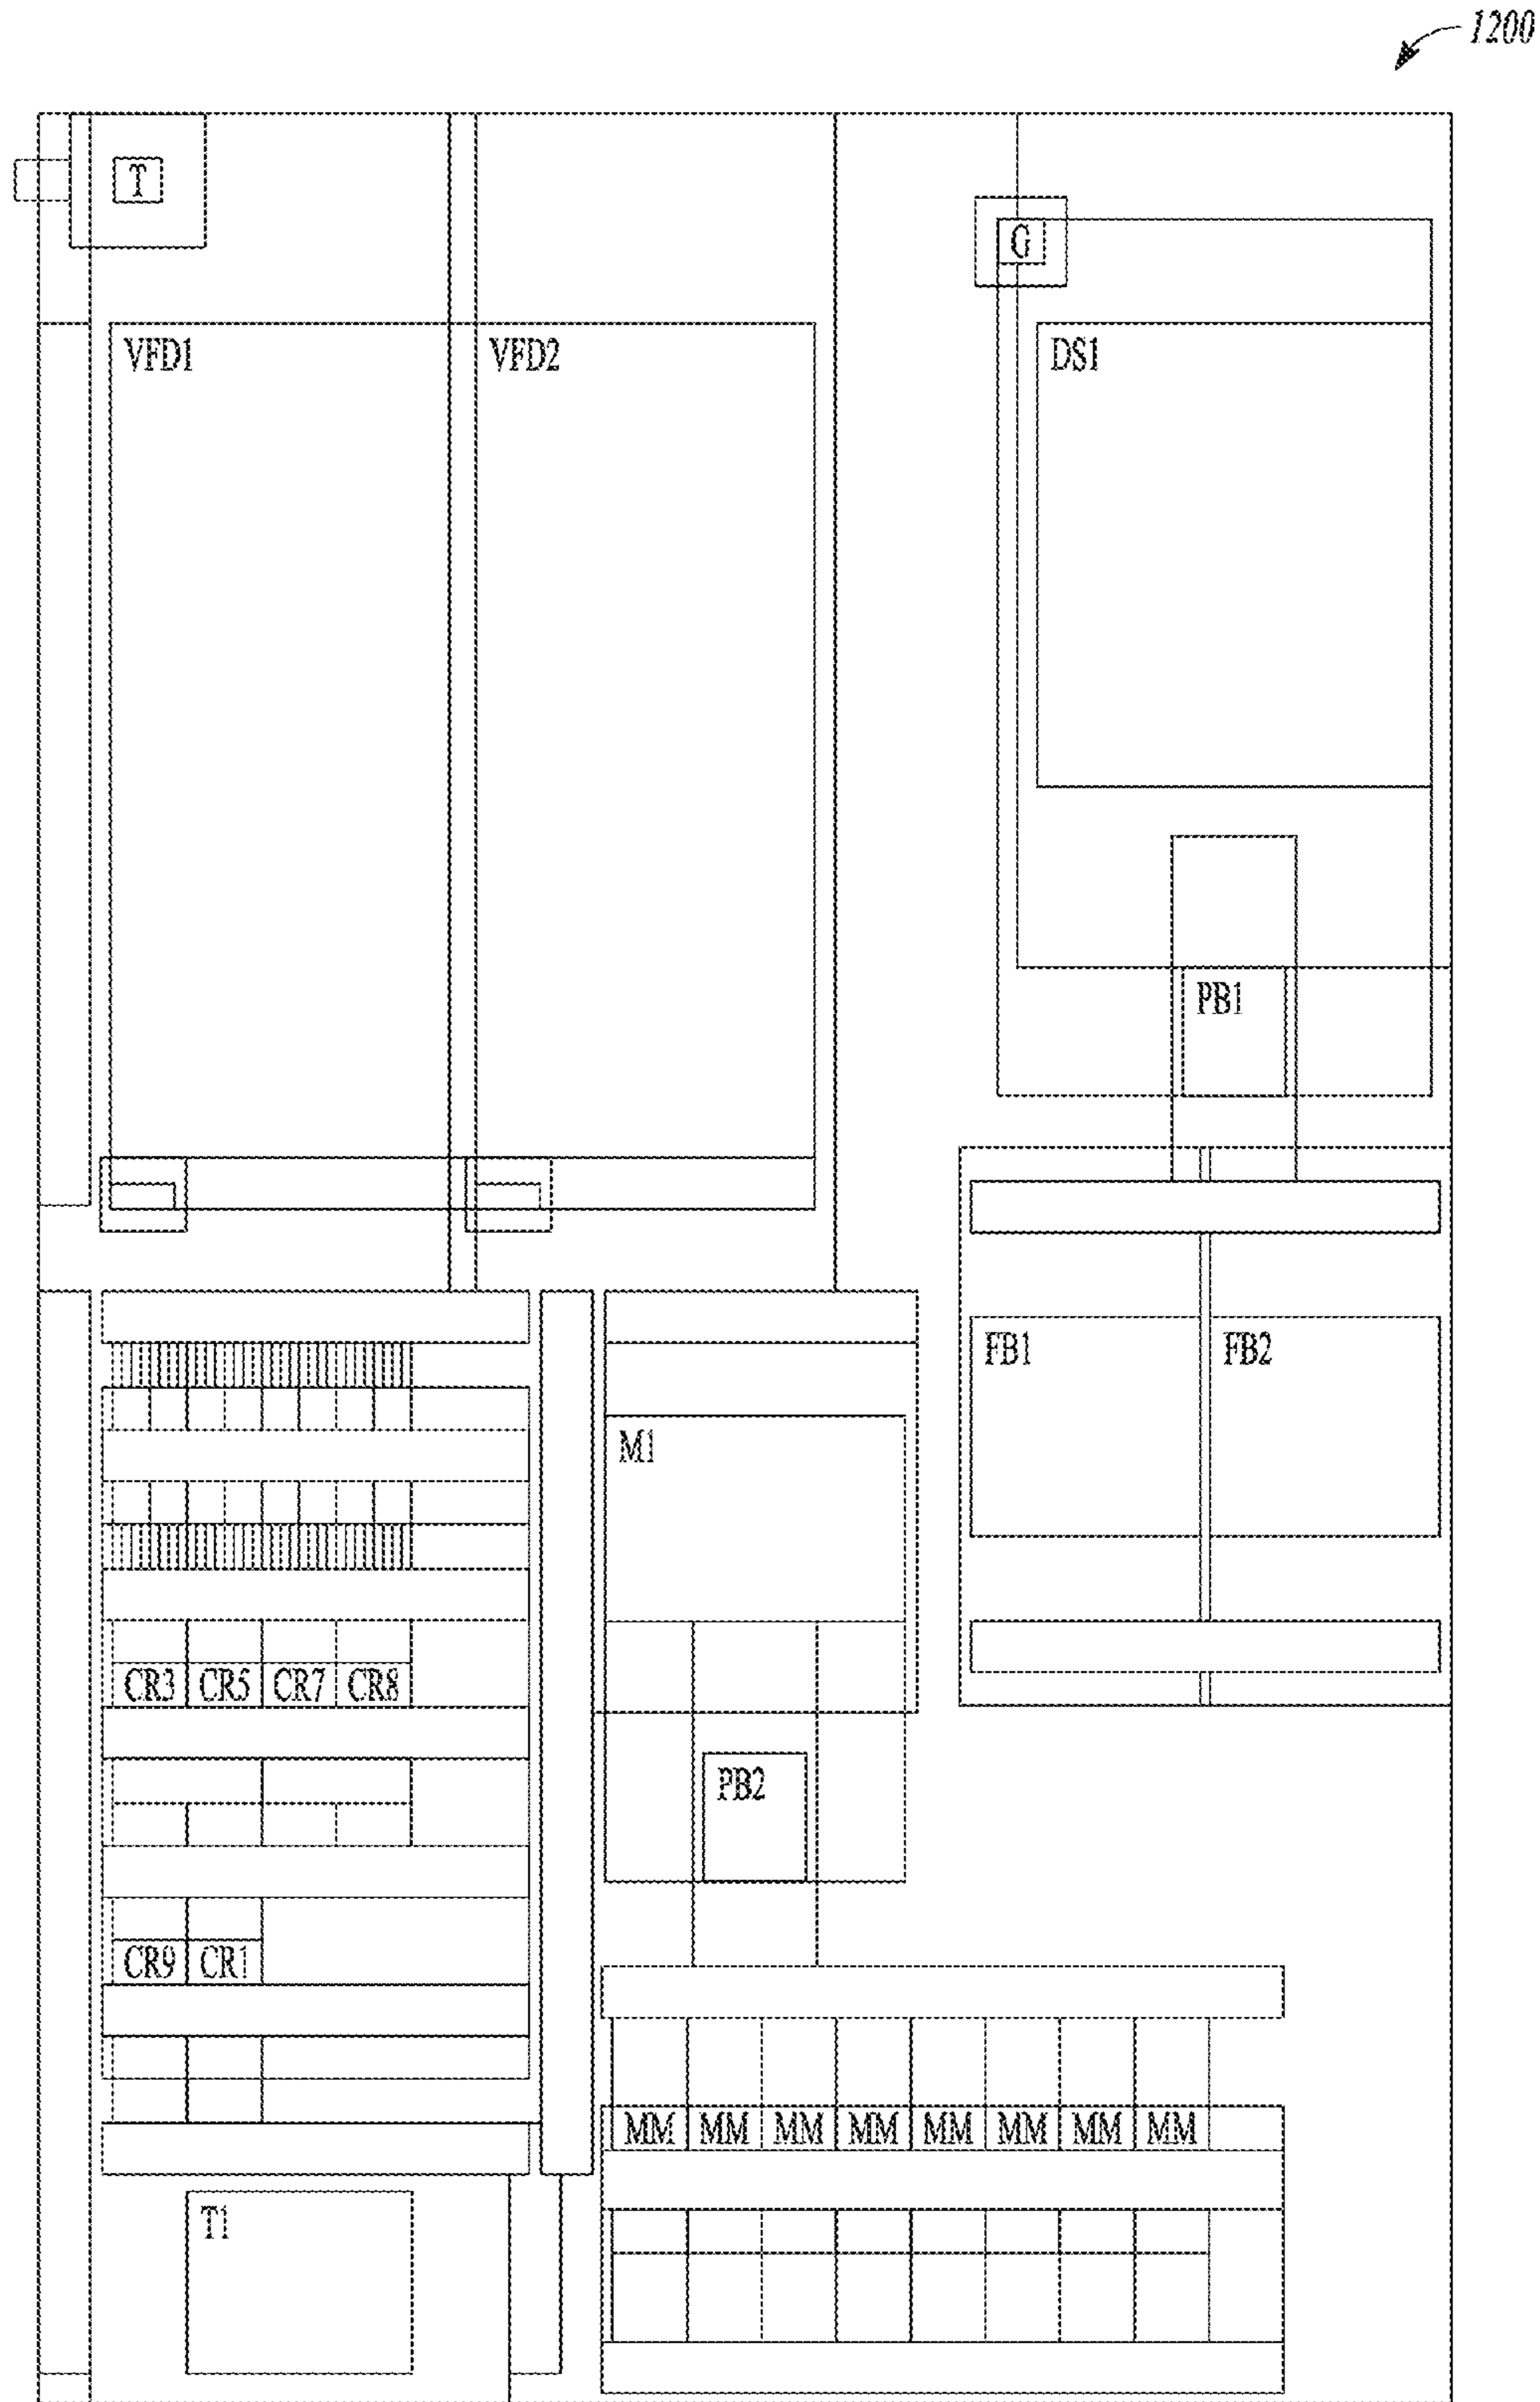 1200
T
G
VFD1 VFD2 DS1
PB1
FB1 FB2
M1
CR3 CR5 CR7 CR8
PB2
CR9 CR1
MM MM MM MM MM MM MM MM
T1